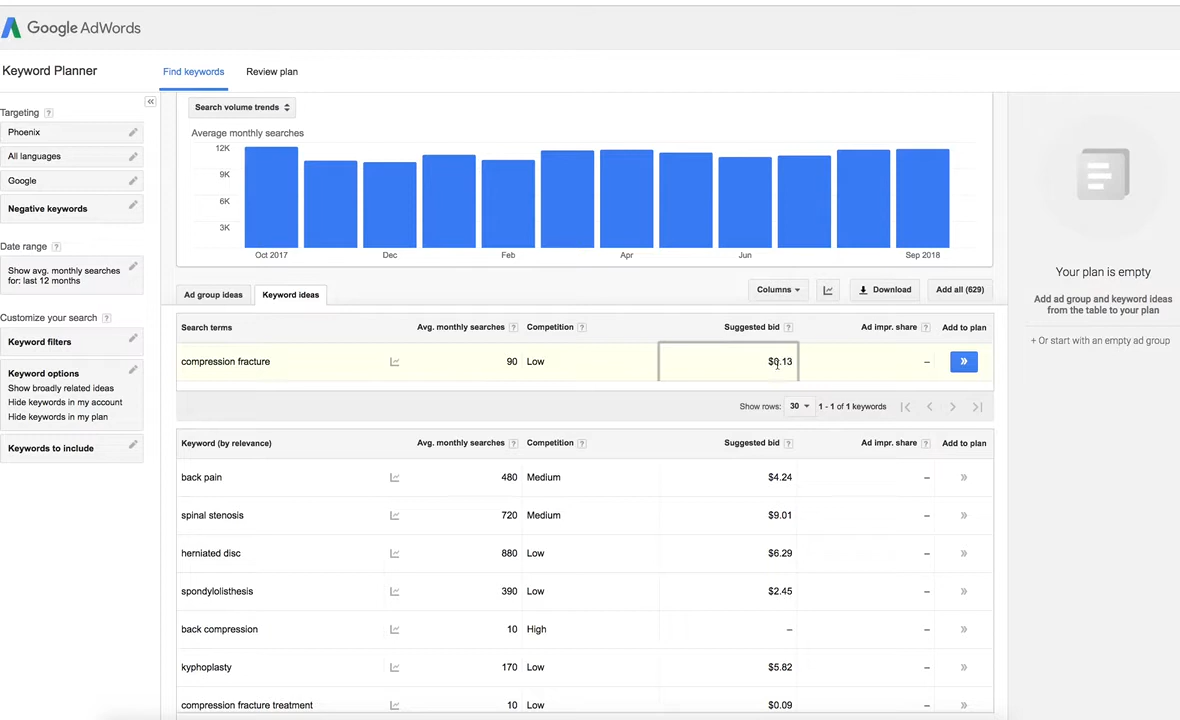 Google AdWords
Keyword Planner
Find keywords
Review plan
Targeting ?
Phoenix
All languages
Google
Negative keywords
Date range ?
Show avg. monthly searches
for: last 12 months
Customize your search ?
Keyword filters
Keyword options
Show broadly related ideas
Hide keywords in my account
Hide keywords in my plan
Keywords to include
Search volume trends
Average monthly searches
12K
9K
6K
3K
Oct 2017 Dec Feb Apr Jun Sep 2018
Ad group ideas Keyword ideas Columns Download Add all (629)
Search terms Avg. monthly searches ? Competition ? Suggested bid ? Ad impr. share ? Add to plan
compression fracture 90 Low $0.13 – »
Show rows: 30 1 - 1 of 1 keywords
Keyword (by relevance) Avg. monthly searches ? Competition ? Suggested bid ? Ad impr. share ? Add to plan
back pain 480 Medium $4.24 – »
spinal stenosis 720 Medium $9.01 – »
herniated disc 880 Low $6.29 – »
spondylolisthesis 390 Low $2.45 – »
back compression 10 High – – »
kyphoplasty 170 Low $5.82 – »
compression fracture treatment 10 Low $0.09 – »
Your plan is empty
Add ad group and keyword ideas
from the table to your plan
+ Or start with an empty ad group